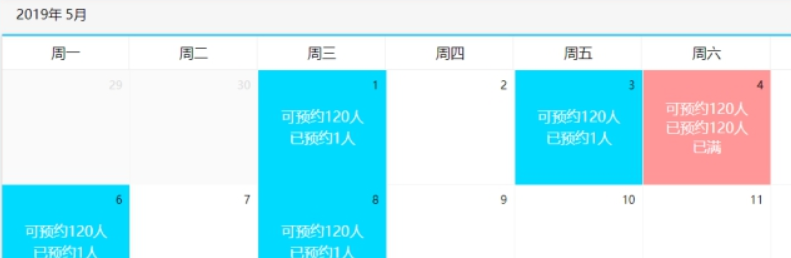 2019年 5月
周一 周二 周三 周四 周五 周六
29 30 1 2 3 4
可预约120人 可预约120人 可预约120人
已预约1人 已预约1人 已预约120人
已满
6 7 8 9 10 11
可预约120人 可预约120人
已预约1人 已预约1人